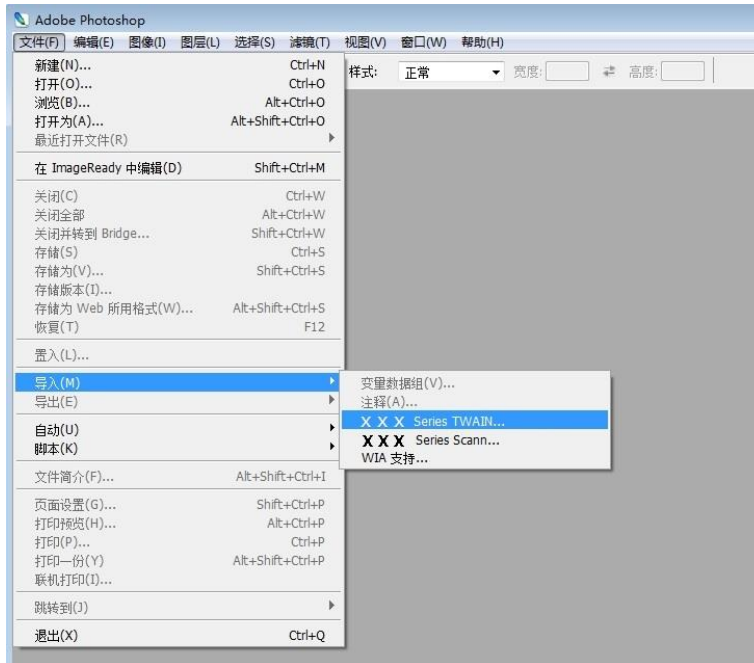 Adobe Photoshop
文件(F) 编辑(E) 图像(I) 图层(L) 选择(S) 滤镜(T) 视图(V) 窗口(W) 帮助(H)
样式: 正常 宽度: 高度:
新建(N)... Ctrl+N
打开(O)... Ctrl+O
浏览(B)... Alt+Ctrl+O
打开为(A)... Alt+Shift+Ctrl+O
最近打开文件(R)
在 ImageReady 中编辑(D) Shift+Ctrl+M
关闭(C) Ctrl+W
关闭全部 Alt+Ctrl+W
关闭并转到 Bridge... Shift+Ctrl+W
存储(S) Ctrl+S
存储为(V)... Shift+Ctrl+S
存储版本(I)...
存储为 Web 所用格式(W)... Alt+Shift+Ctrl+S
恢复(T) F12
置入(L)...
导入(M)
导出(E)
自动(U)
脚本(K)
文件简介(F)... Alt+Shift+Ctrl+I
页面设置(G)... Shift+Ctrl+P
打印预览(H)... Alt+Ctrl+P
打印(P)... Ctrl+P
打印一份(Y) Alt+Shift+Ctrl+P
联机打印(I)...
跳转到(J)
退出(X) Ctrl+Q
变量数据组(V)...
注释(A)...
X X X Series TWAIN...
X X X Series Scann...
WIA 支持...